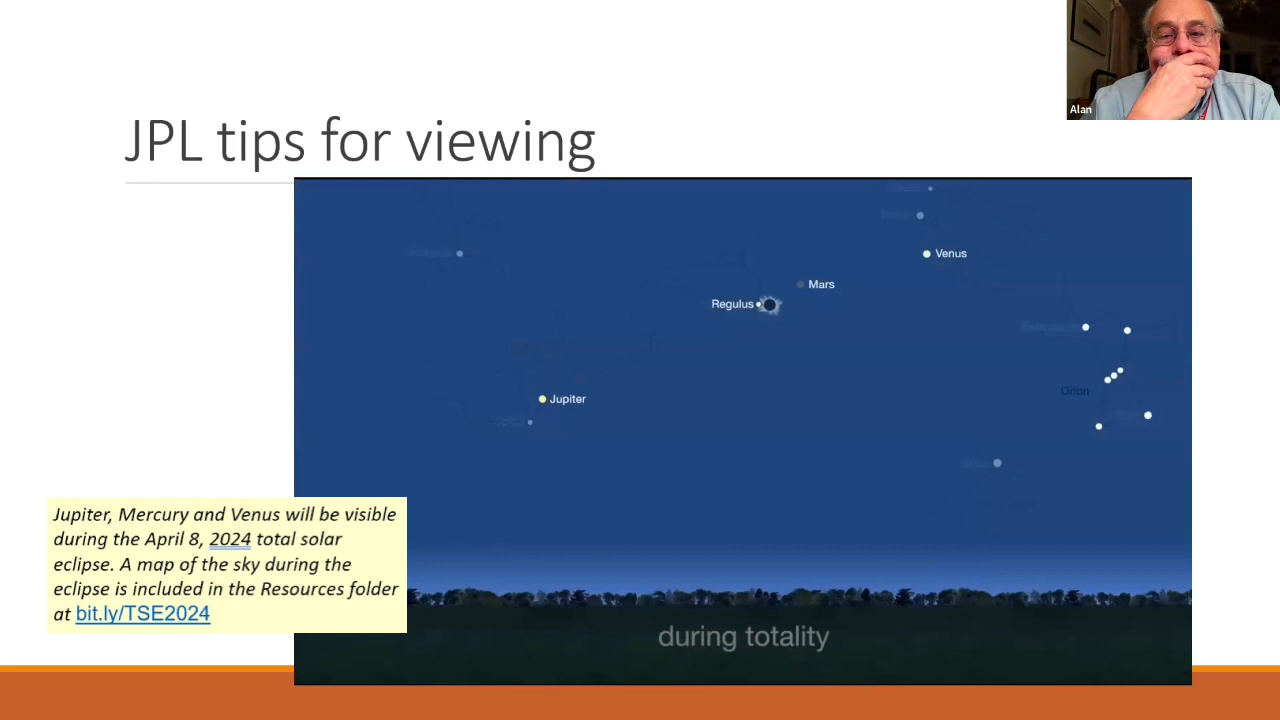 Alan
JPL tips for viewing
Venus
Mars
Regulus
Orion
Jupiter
Jupiter, Mercury and Venus will be visible
during the April 8, 2024 total solar
eclipse. A map of the sky during the
eclipse is included in the Resources folder
at bit.ly/TSE2024
during totality